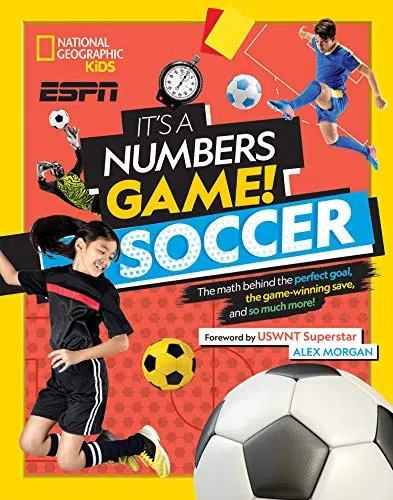 NATIONAL
GEOGRAPHIC
KiDS
ESPN
IT'S A
NUMBERS
GAME!
SOCCER
The math behind the perfect goal,
the game-winning save,
and so much more!
Foreword by USWNT Superstar
ALEX MORGAN